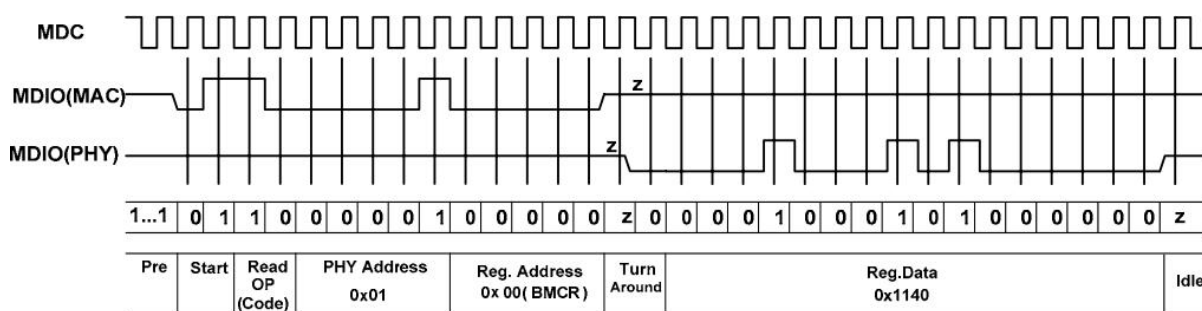 MDC
z
MDIO(MAC)
MDIO(PHY)
z
1...1 0 1 1 0 0 0 0 0 1 0 0 0 0 0 z 0 0 0 0 1 0 0 0 1 0 1 0 0 0 0 0 0 z
Pre
Start
Read
OP
(Code)
PHY Address
0x01
Reg. Address
0x 00( BMCR )
Turn
Around
Reg.Data
0x1140
Idle